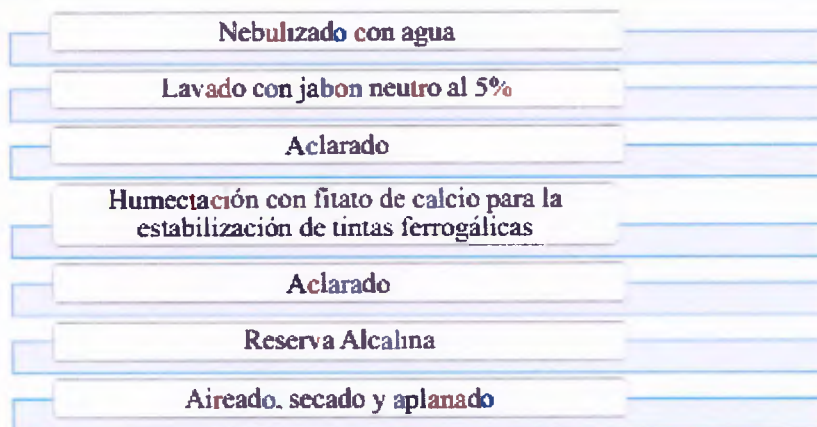 Nebulizado con agua
Lavado con jabon neutro al 5%
Aclarado
Humectación con fitato de calcio para la
estabilización de tintas ferrogálicas
Aclarado
Reserva Alcalina
Aireado, secado y aplanado